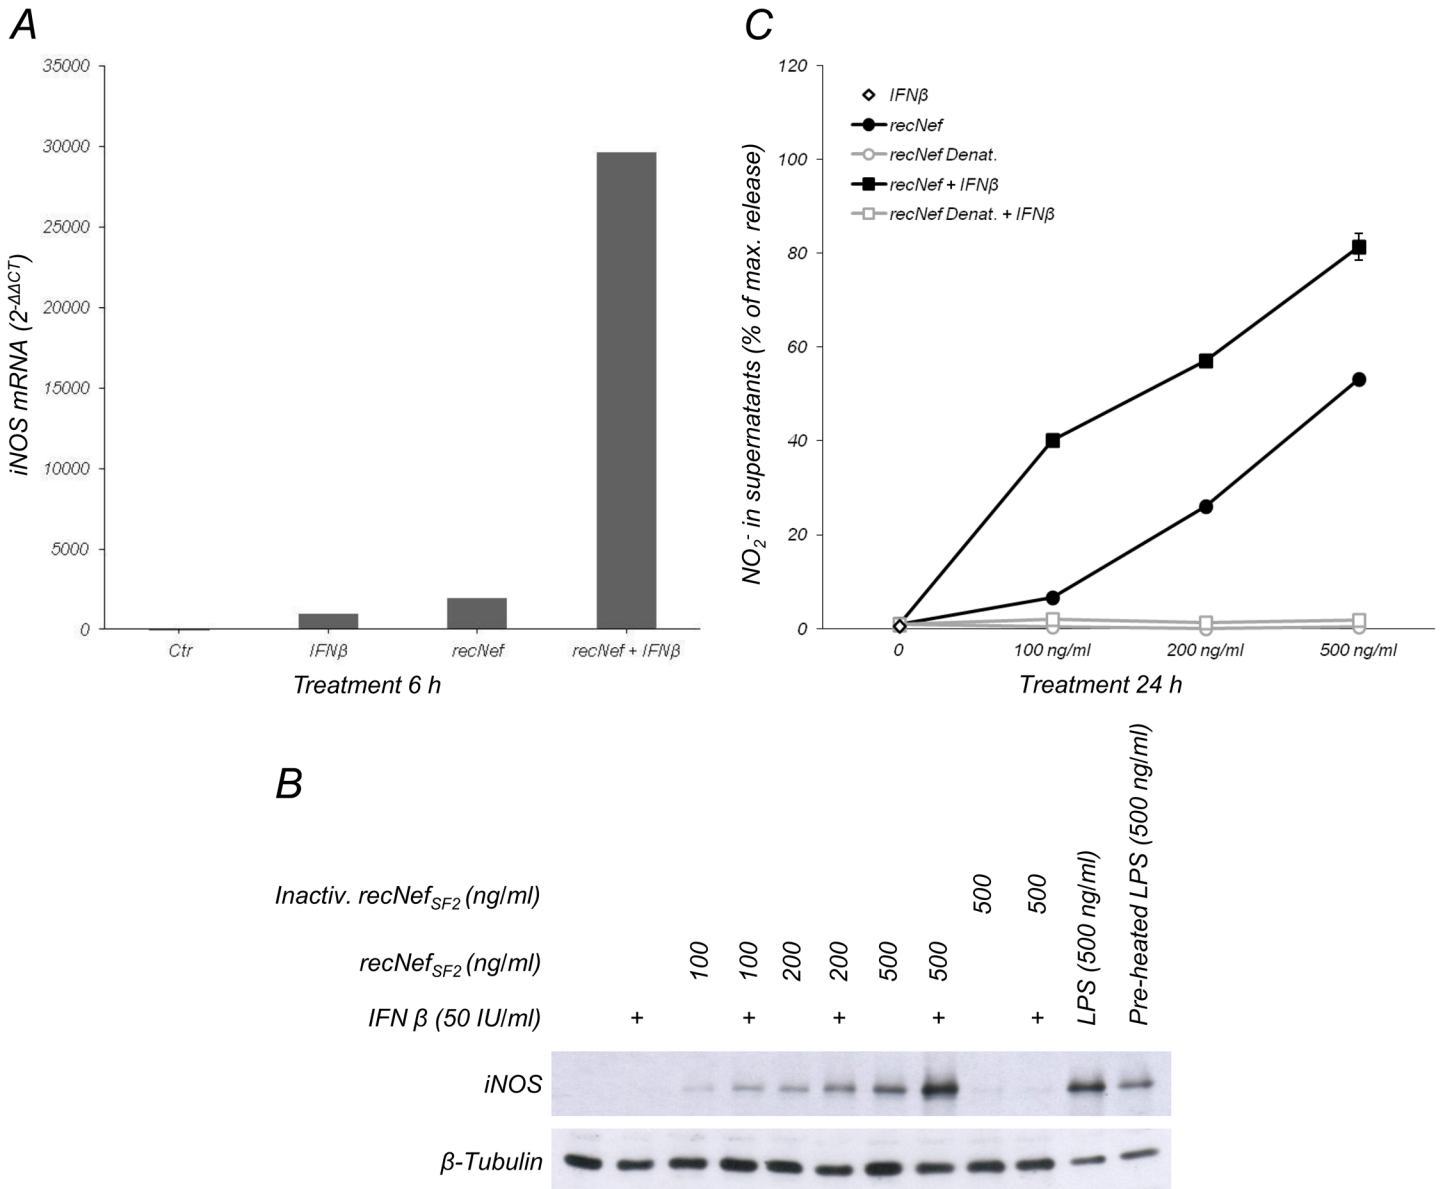 A
35000
30000
25000
20000
15000
10000
5000
0
iNOS mRNA (2-ΔΔCT)
Ctr
IFNβ
recNef
recNef + IFNβ
Treatment 6 h
C
120
100
80
60
40
20
0
NO2- in supernatants (% of max. release)
IFNβ
recNef
recNef Denat.
recNef + IFNβ
recNef Denat. + IFNβ
0
100 ng/ml
200 ng/ml
500 ng/ml
Treatment 24 h
B
Inactiv. recNefSF2 (ng/ml)
500
500
recNefSF2 (ng/ml)
100
100
200
200
500
500
IFN β (50 IU/ml)
+
+
+
+
+
LPS (500 ng/ml)
Pre-heated LPS (500 ng/ml)
iNOS
β-Tubulin